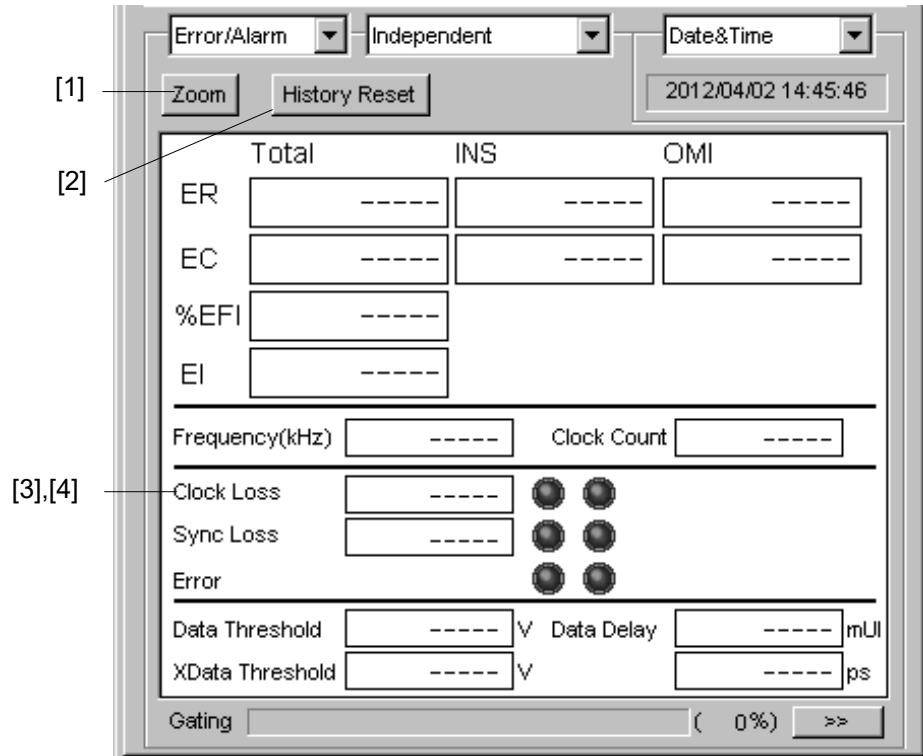 Error/Alarm Independent Date&Time
[1] Zoom History Reset 2012/04/02 14:45:46
[2] Total INS OMI
ER ----- ----- -----
EC ----- ----- -----
%EFI -----
EI -----
Frequency(kHz) ----- Clock Count -----
[3],[4] Clock Loss -----
Sync Loss -----
Error
Data Threshold ----- V Data Delay ----- mUI
XData Threshold ----- V ----- ps
Gating ( 0%) >>